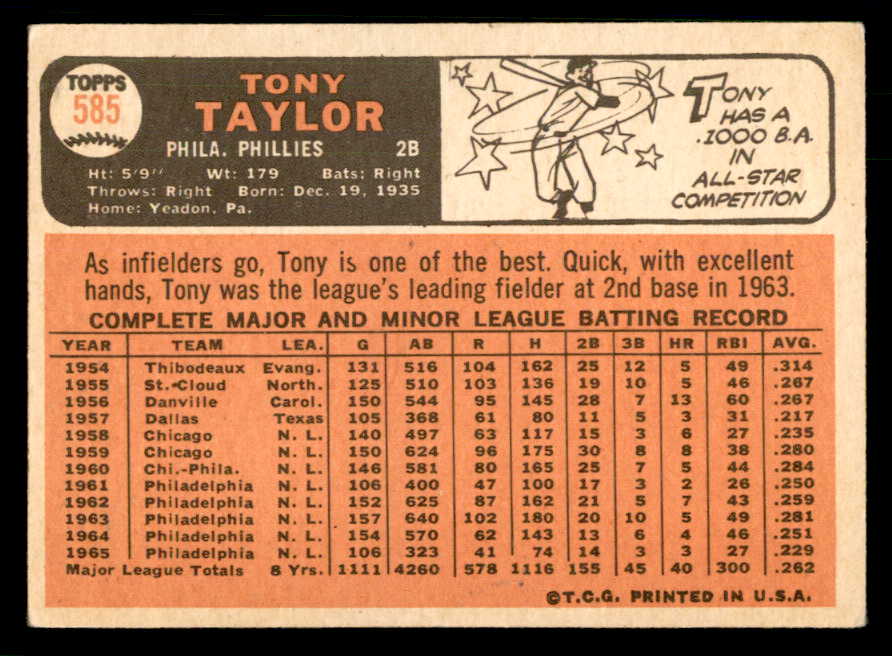 TOPPS
585
TONY
TAYLOR
PHILA. PHILLIES 2B
Ht: 5'9" Wt: 179 Bats: Right
Throws: Right Born: Dec. 19, 1935
Home: Yeadon, Pa.
TONY
HAS A
.1000 B.A.
IN
ALL-STAR
COMPETITION
As infielders go, Tony is one of the best. Quick, with excellent
hands, Tony was the league's leading fielder at 2nd base in 1963.
COMPLETE MAJOR AND MINOR LEAGUE BATTING RECORD
YEAR TEAM LEA. G AB R H 2B 3B HR RBI AVG.
1954 Thibodeaux Evang. 131 516 104 162 25 12 5 49 .314
1955 St. Cloud North. 125 510 103 136 19 10 5 46 .267
1956 Danville Carol. 150 544 95 145 28 7 13 60 .267
1957 Dallas Texas 105 368 61 80 11 5 3 31 .217
1958 Chicago N. L. 140 497 63 117 15 3 6 27 .235
1959 Chicago N. L. 150 624 96 175 30 8 8 38 .280
1960 Chi.-Phila. N. L. 146 581 80 165 25 7 5 44 .284
1961 Philadelphia N. L. 106 400 47 100 17 3 2 26 .250
1962 Philadelphia N. L. 152 625 87 162 21 5 7 43 .259
1963 Philadelphia N. L. 157 640 102 180 20 10 5 49 .281
1964 Philadelphia N. L. 154 570 62 143 13 6 4 46 .251
1965 Philadelphia N. L. 106 323 41 74 14 3 3 27 .229
Major League Totals 8 Yrs. 1111 4260 578 1116 155 45 40 300 .262
©T.C.G. PRINTED IN U.S.A.